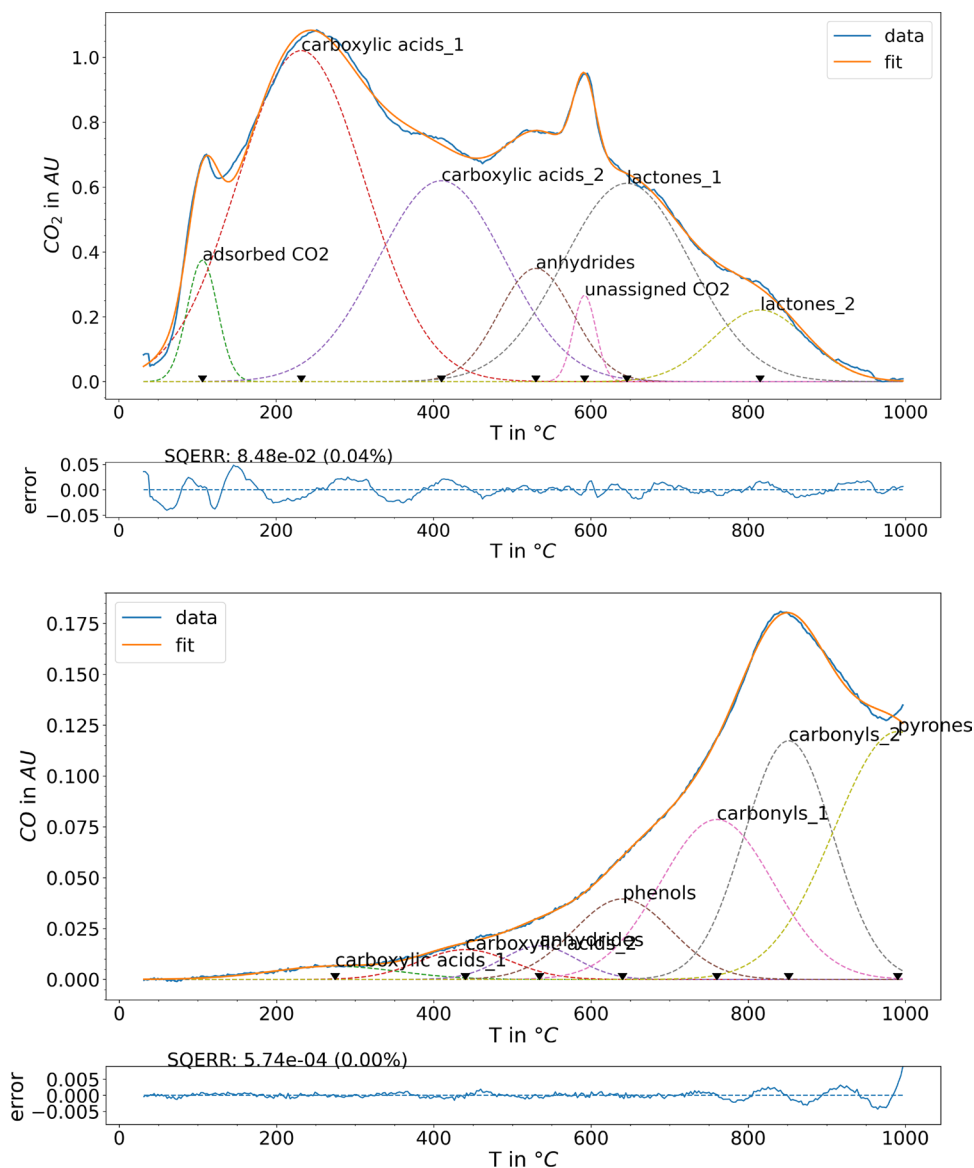 data
fit
carboxylic acids_1
carboxylic acids_2
lactones_1
adsorbed CO2
anhydrides
unassigned CO2
lactones_2
CO₂ in AU
1.0
0.8
0.6
0.4
0.2
0.0
0 200 400 600 800 1000
T in °C
SQERR: 8.48e-02 (0.04%)
error
0.05
0.00
−0.05
0 200 400 600 800 1000
T in °C
data
fit
pyrones
carbonyls_2
carbonyls_1
phenols
anhydrides
carboxylic acids_2
carboxylic acids_1
CO in AU
0.175
0.150
0.125
0.100
0.075
0.050
0.025
0.000
0 200 400 600 800 1000
T in °C
SQERR: 5.74e-04 (0.00%)
error
0.005
0.000
−0.005
0 200 400 600 800 1000
T in °C